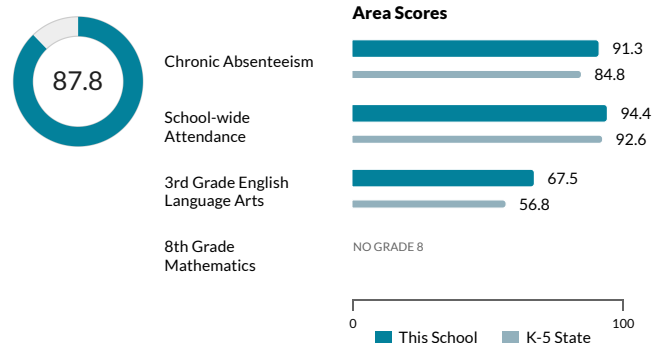 Area Scores
87.8
Chronic Absenteeism
91.3
84.8
School-wide
Attendance
94.4
92.6
3rd Grade English
Language Arts
67.5
56.8
8th Grade
Mathematics
NO GRADE 8
0
100
This School
K-5 State